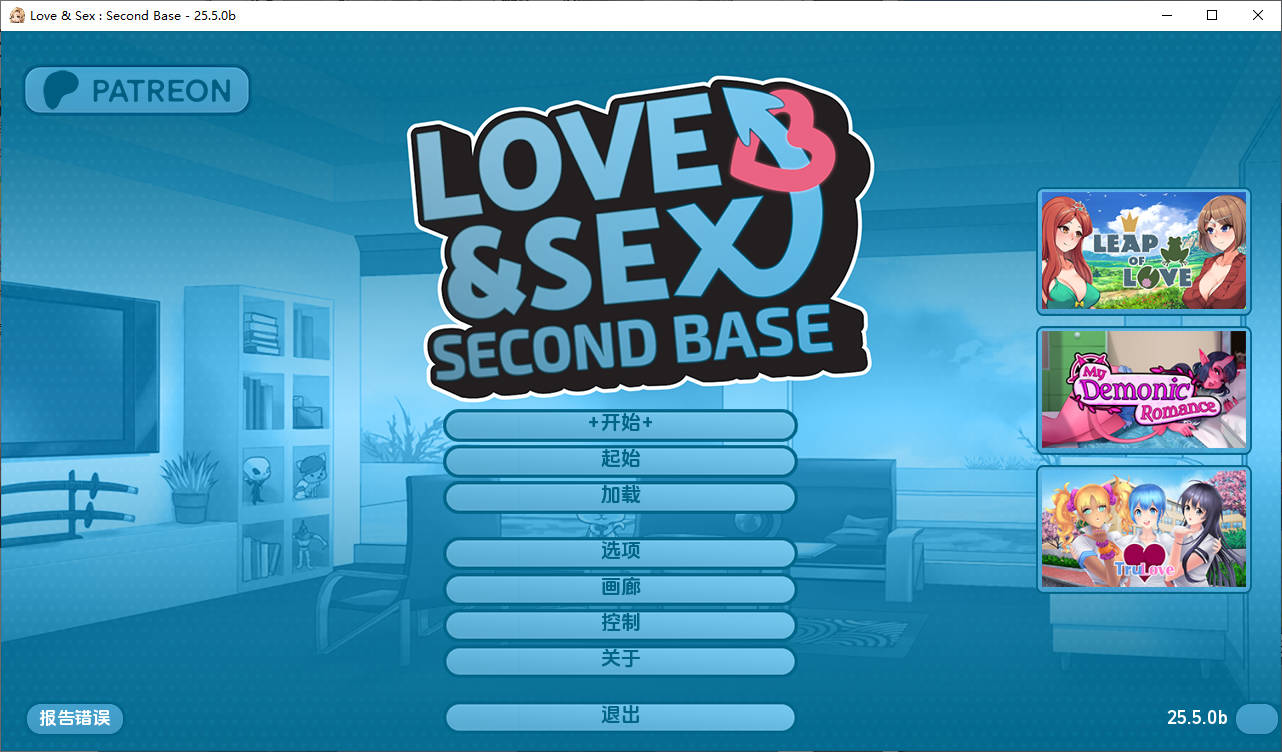 Love & Sex : Second Base - 25.5.0b
PATREON
LOVE
&SEX
SECOND BASE
+开始+
起始
加载
选项
画廊
控制
关于
退出
LEAP
OF
LOVE
My
Demonic
Romance
TruLove
报告错误
25.5.0b